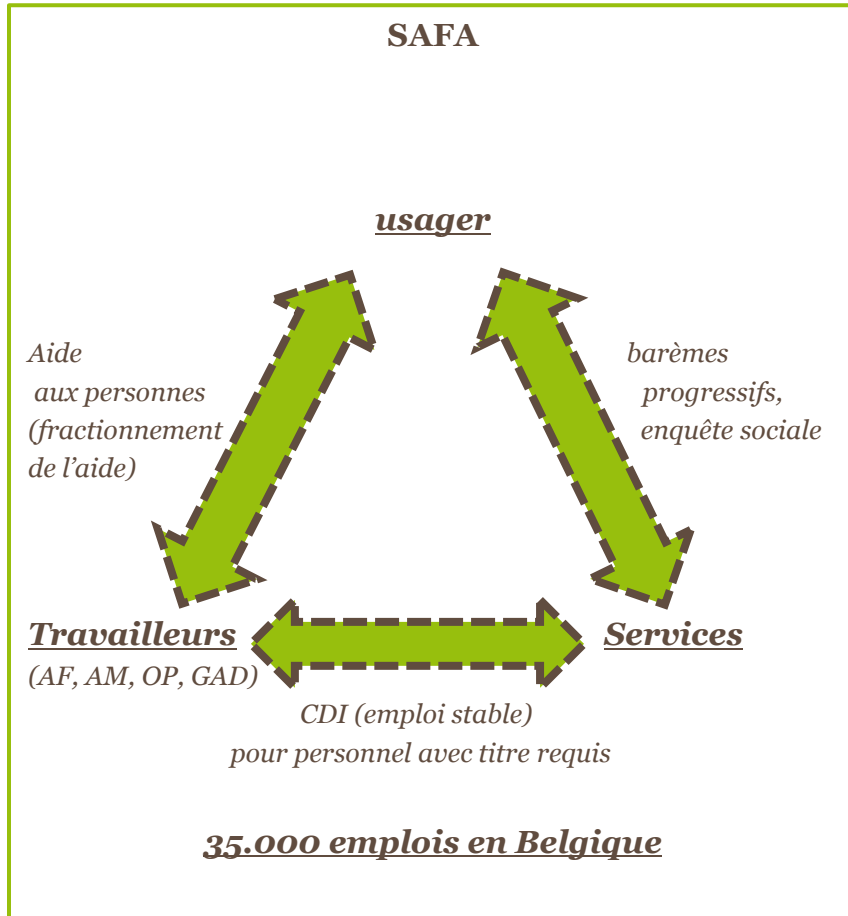 SAFA
usager
Aide
aux personnes
(fractionnement
de l’aide)
barèmes
progressifs,
enquête sociale
Travailleurs
(AF, AM, OP, GAD)
Services
CDI (emploi stable)
pour personnel avec titre requis
35.000 emplois en Belgique